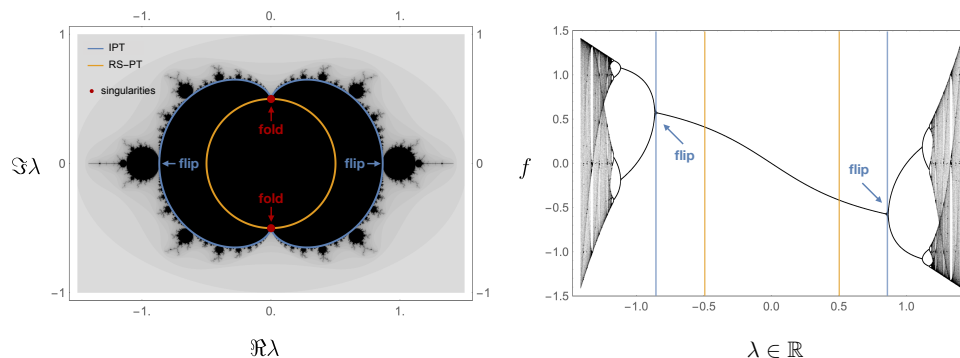 −1. 0. 1.
1 1
IPT
RS−PT
singularities
fold
ℑλ 0 flip flip 0
fold
−1 −1
−1. 0. 1.
ℜλ
1.5
1.0
0.5
flip
f 0.0
flip
−0.5
−1.0
−1.5
−1.0 −0.5 0.0 0.5 1.0
λ ∈ ℝ